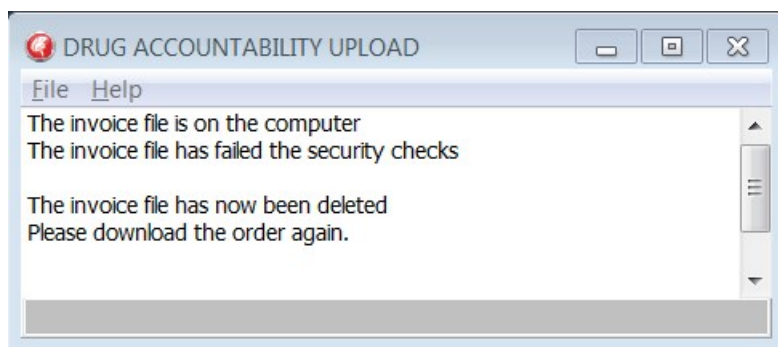 DRUG ACCOUNTABILITY UPLOAD
File Help
The invoice file is on the computer
The invoice file has failed the security checks
The invoice file has now been deleted
Please download the order again.